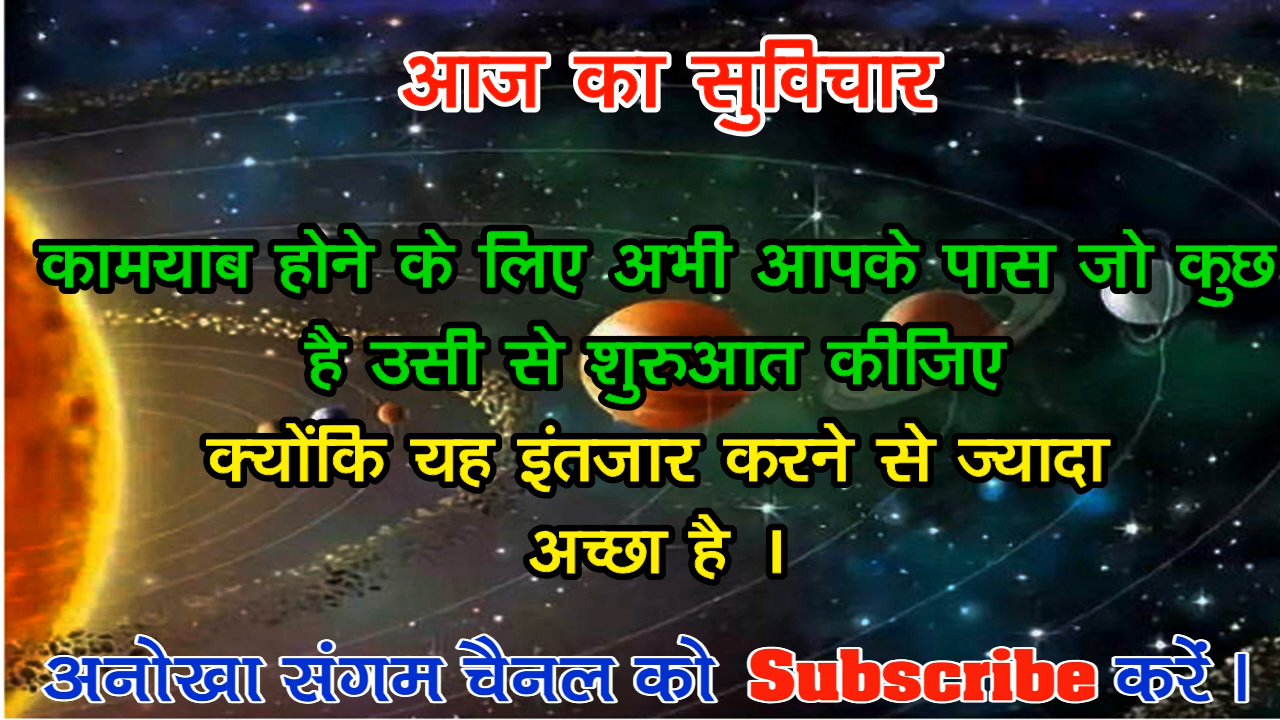 आज का सुविचार
कामयाब होने के लिए अभी आपके पास जो कुछ
है उसी से शुरुआत कीजिए
क्योंकि यह इंतजार करने से ज्यादा
अच्छा है ।
अनोखा संगम चैनल को Subscribe करें ।